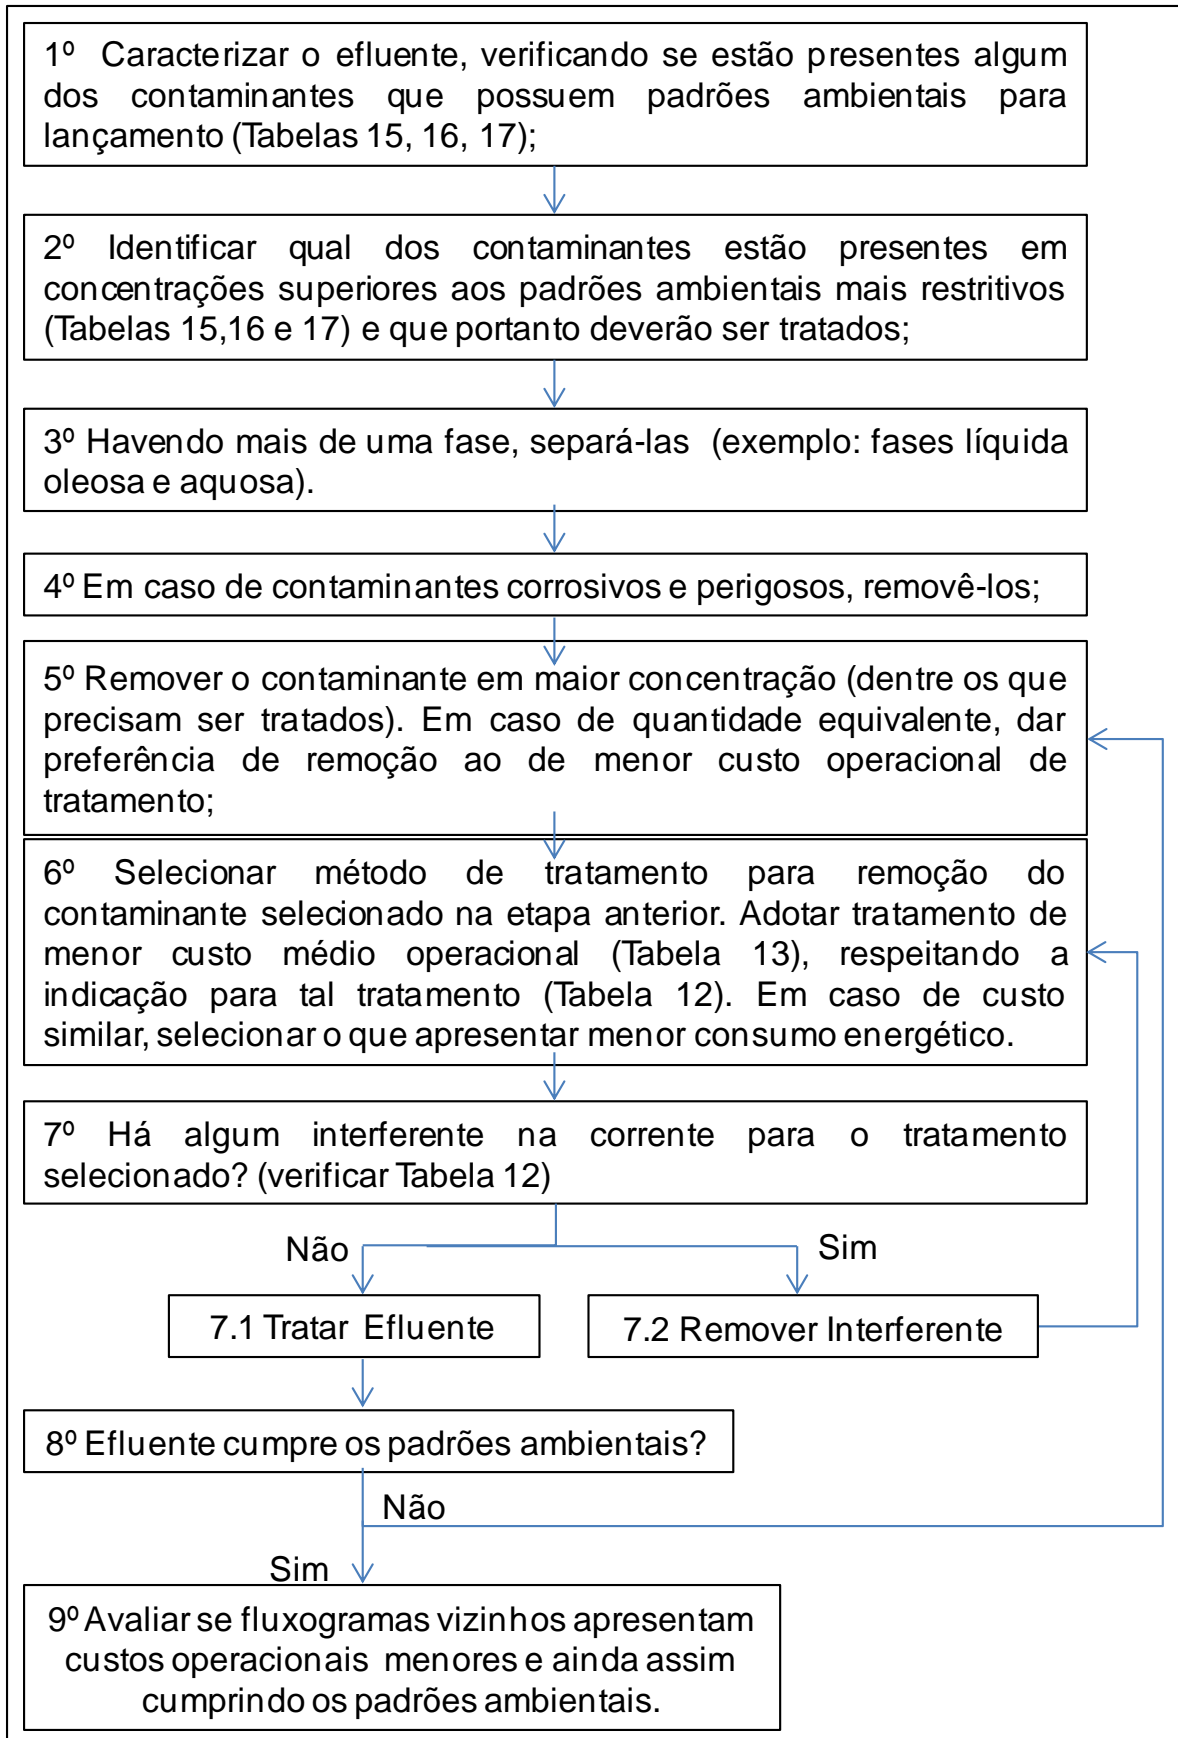 1º Caracterizar o efluente, verificando se estão presentes algum
dos contaminantes que possuem padrões ambientais para
lançamento (Tabelas 15, 16, 17);
2º Identificar qual dos contaminantes estão presentes em
concentrações superiores aos padrões ambientais mais restritivos
(Tabelas 15,16 e 17) e que portanto deverão ser tratados;
3º Havendo mais de uma fase, separá-las (exemplo: fases líquida
oleosa e aquosa).
4º Em caso de contaminantes corrosivos e perigosos, removê-los;
5º Remover o contaminante em maior concentração (dentre os que
precisam ser tratados). Em caso de quantidade equivalente, dar
preferência de remoção ao de menor custo operacional de
tratamento;
6º Selecionar método de tratamento para remoção do
contaminante selecionado na etapa anterior. Adotar tratamento de
menor custo médio operacional (Tabela 13), respeitando a
indicação para tal tratamento (Tabela 12). Em caso de custo
similar, selecionar o que apresentar menor consumo energético.
7º Há algum interferente na corrente para o tratamento
selecionado? (verificar Tabela 12)
Não
Sim
7.1 Tratar Efluente
7.2 Remover Interferente
8º Efluente cumpre os padrões ambientais?
Não
Sim
9º Avaliar se fluxogramas vizinhos apresentam
custos operacionais menores e ainda assim
cumprindo os padrões ambientais.